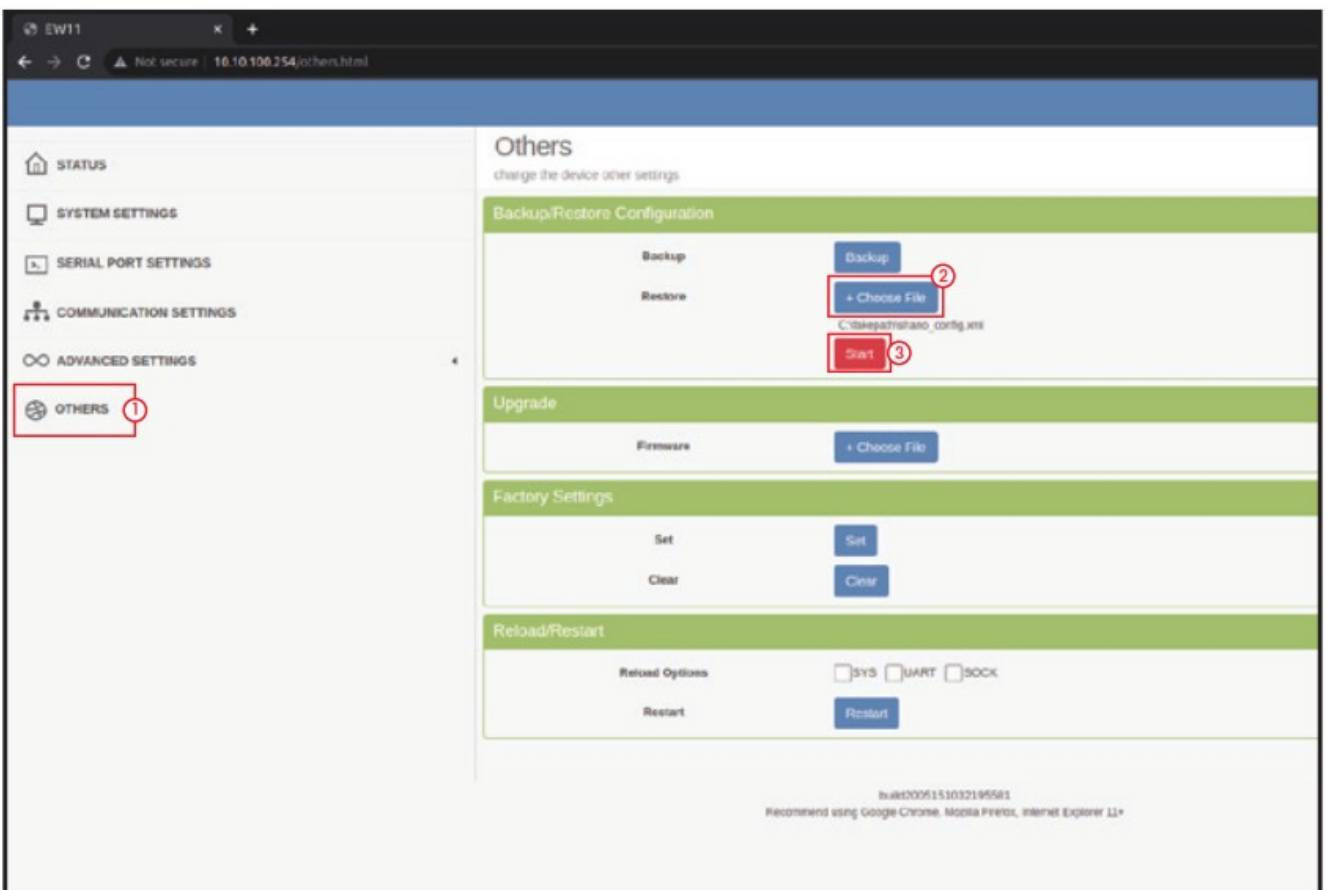 EW11
Not secure 10.10.100.254/others.html
STATUS
SYSTEM SETTINGS
SERIAL PORT SETTINGS
COMMUNICATION SETTINGS
ADVANCED SETTINGS
OTHERS
1
Others
change the device other settings
Backup/Restore Configuration
Backup Backup
2
Restore + Choose File
Start 3
Upgrade
Firmware + Choose File
Factory Settings
Set Set
Clear Clear
Reload/Restart
Reload Options SYS UART SOCK
Restart Restart
Recommend using Google Chrome, Mozilla Firefox, Internet Explorer 11+